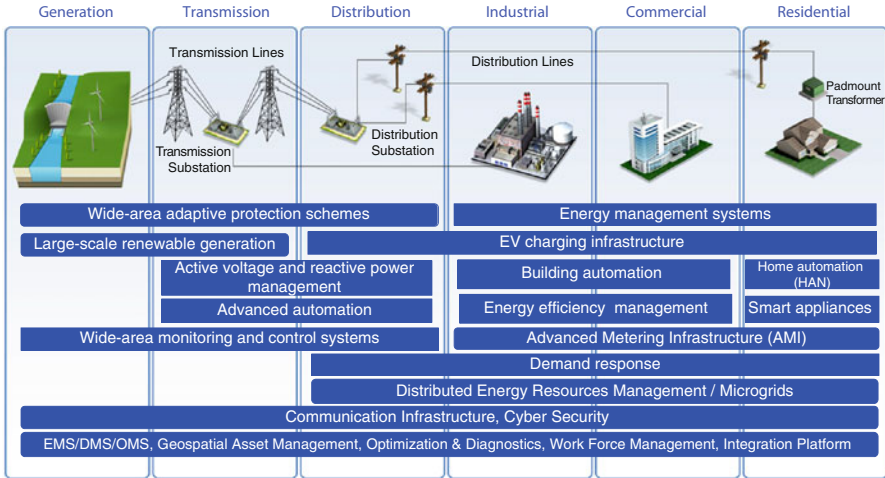 Generation
Transmission
Distribution
Industrial
Commercial
Residential
Transmission Lines
Distribution Lines
Padmount
Transformer
Distribution
Substation
Transmission
Substation
Wide-area adaptive protection schemes
Energy management systems
Large-scale renewable generation
EV charging infrastructure
Active voltage and reactive power
management
Building automation
Home automation
(HAN)
Advanced automation
Energy efficiency management
Smart appliances
Wide-area monitoring and control systems
Advanced Metering Infrastructure (AMI)
Demand response
Distributed Energy Resources Management / Microgrids
Communication Infrastructure, Cyber Security
EMS/DMS/OMS, Geospatial Asset Management, Optimization & Diagnostics, Work Force Management, Integration Platform